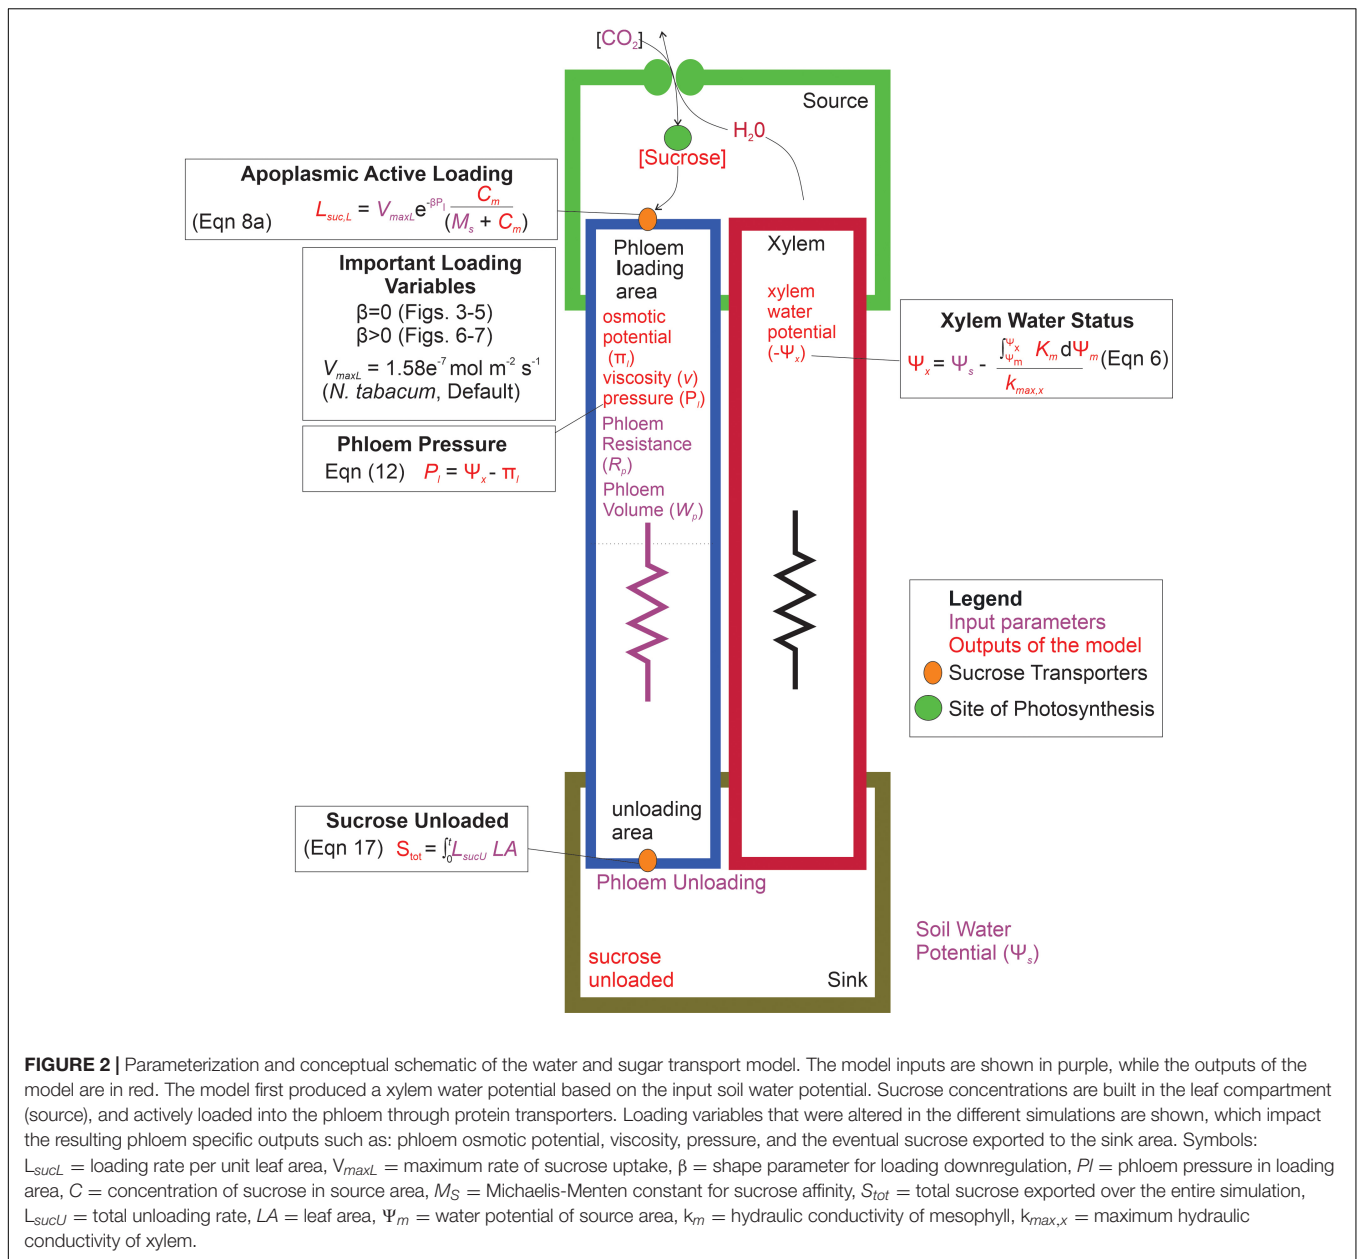 [CO2]
Source
H20
[Sucrose]
Apoplasmic Active Loading
(Eqn 8a) Lsuc,L = VmaxL e-βPl Cm / (Ms + Cm)
Important Loading
Variables
β=0 (Figs. 3-5)
β>0 (Figs. 6-7)
VmaxL = 1.58e-7 mol m-2 s-1
(N. tabacum, Default)
Phloem Pressure
Eqn (12) Pl = Ψx - πl
Phloem
loading
area
osmotic
potential
(πl)
viscosity (v)
pressure (Pl)
Phloem
Resistance
(Rp)
Phloem
Volume (Wp)
Xylem
xylem
water
potential
(-Ψx)
Xylem Water Status
Ψx = Ψs - ∫ΨmΨx Km dΨm / kmax,x (Eqn 6)
Legend
Input parameters
Outputs of the model
Sucrose Transporters
Site of Photosynthesis
Sucrose Unloaded
(Eqn 17) Stot = ∫0t LsucU LA
unloading
area
Phloem Unloading
sucrose
unloaded
Sink
Soil Water
Potential (Ψs)
FIGURE 2 | Parameterization and conceptual schematic of the water and sugar transport model. The model inputs are shown in purple, while the outputs of the
model are in red. The model first produced a xylem water potential based on the input soil water potential. Sucrose concentrations are built in the leaf compartment
(source), and actively loaded into the phloem through protein transporters. Loading variables that were altered in the different simulations are shown, which impact
the resulting phloem specific outputs such as: phloem osmotic potential, viscosity, pressure, and the eventual sucrose exported to the sink area. Symbols:
LsucL = loading rate per unit leaf area, VmaxL = maximum rate of sucrose uptake, β = shape parameter for loading downregulation, Pl = phloem pressure in loading
area, C = concentration of sucrose in source area, MS = Michaelis-Menten constant for sucrose affinity, Stot = total sucrose exported over the entire simulation,
LsucU = total unloading rate, LA = leaf area, Ψm = water potential of source area, km = hydraulic conductivity of mesophyll, kmax,x = maximum hydraulic
conductivity of xylem.